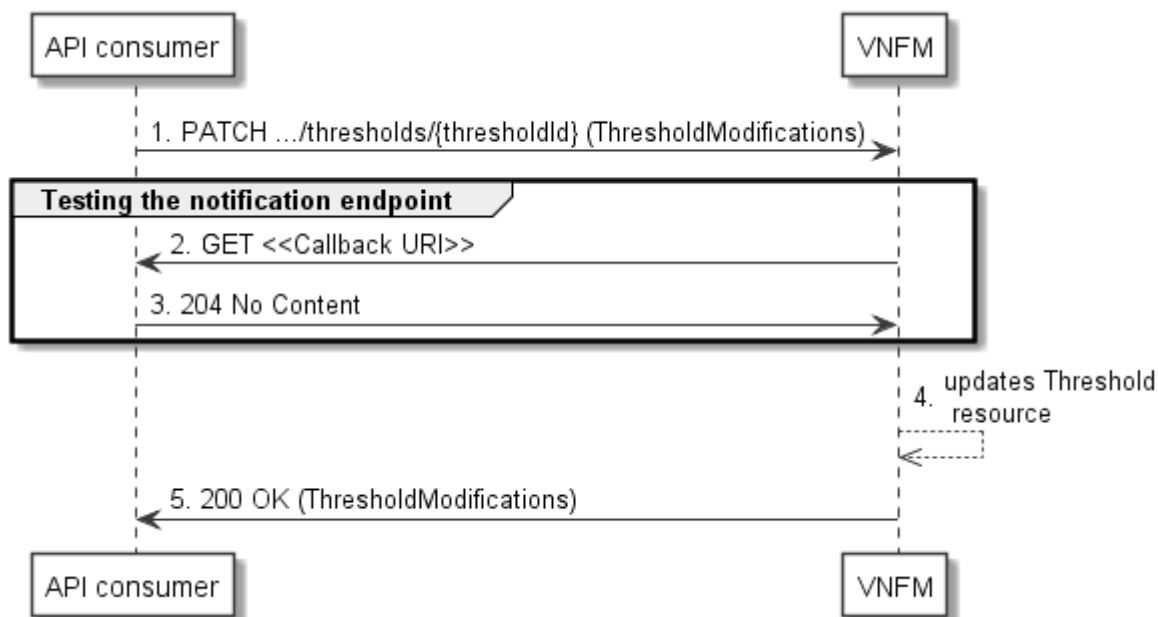 API consumer
VNFM
1. PATCH .../thresholds/{thresholdId} (ThresholdModifications)
Testing the notification endpoint
2. GET <<Callback URI>>
3. 204 No Content
4. updates Threshold
resource
5. 200 OK (ThresholdModifications)
API consumer
VNFM